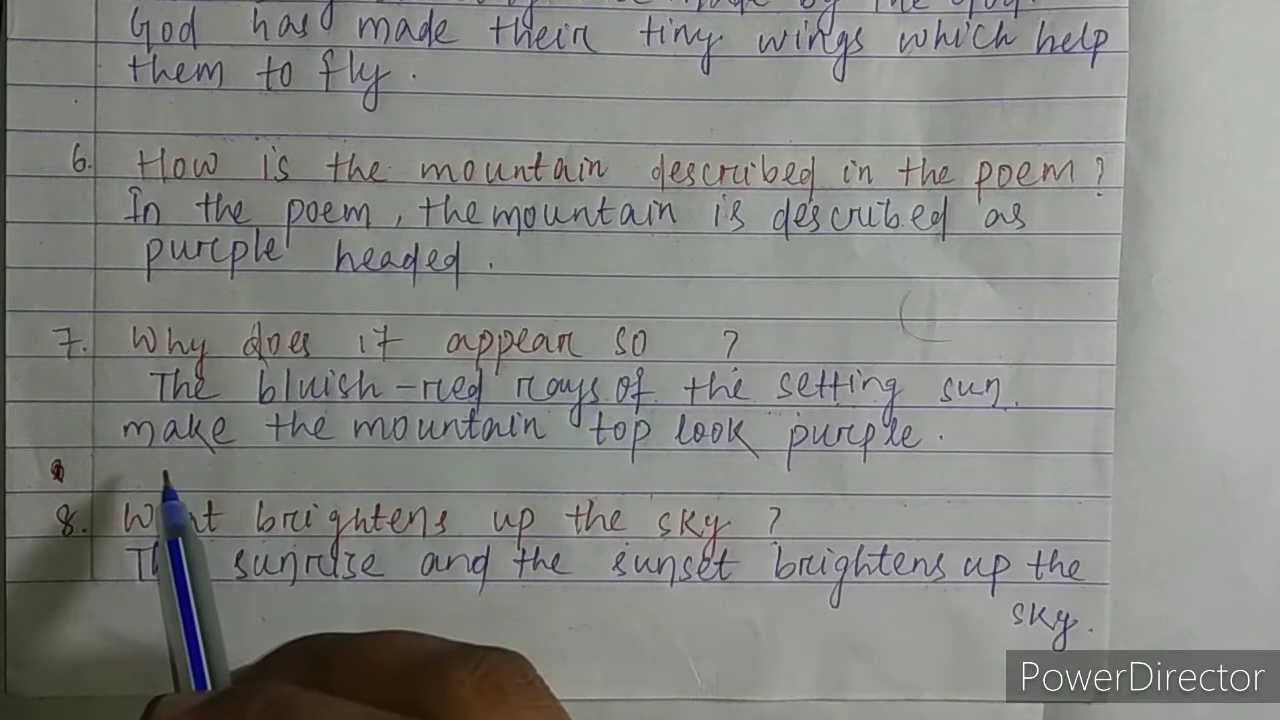 by the God.
God has made their tiny wings which help
them to fly.
6. How is the mountain described in the poem?
In the poem, the mountain is described as
purple headed.
7. Why does it appear so ?
The bluish-red rays of the setting sun
make the mountain top look purple.
8. brightens up the sky ?
sunrise and the sunset brightens up the
sky.
PowerDirector